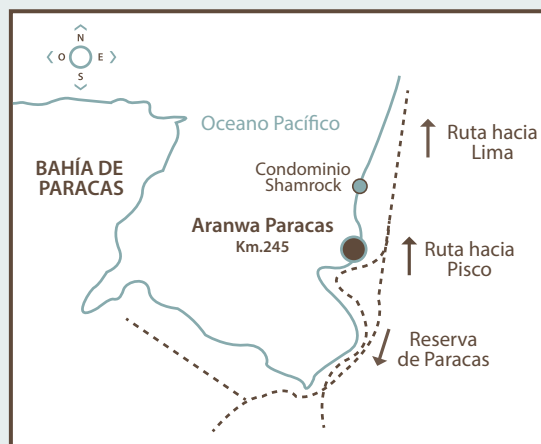 N
O E
S
Oceano Pacífico
BAHÍA DE
PARACAS
Condominio
Shamrock
Aranwa Paracas
Km.245
Ruta hacia
Lima
Ruta hacia
Pisco
Reserva
de Paracas